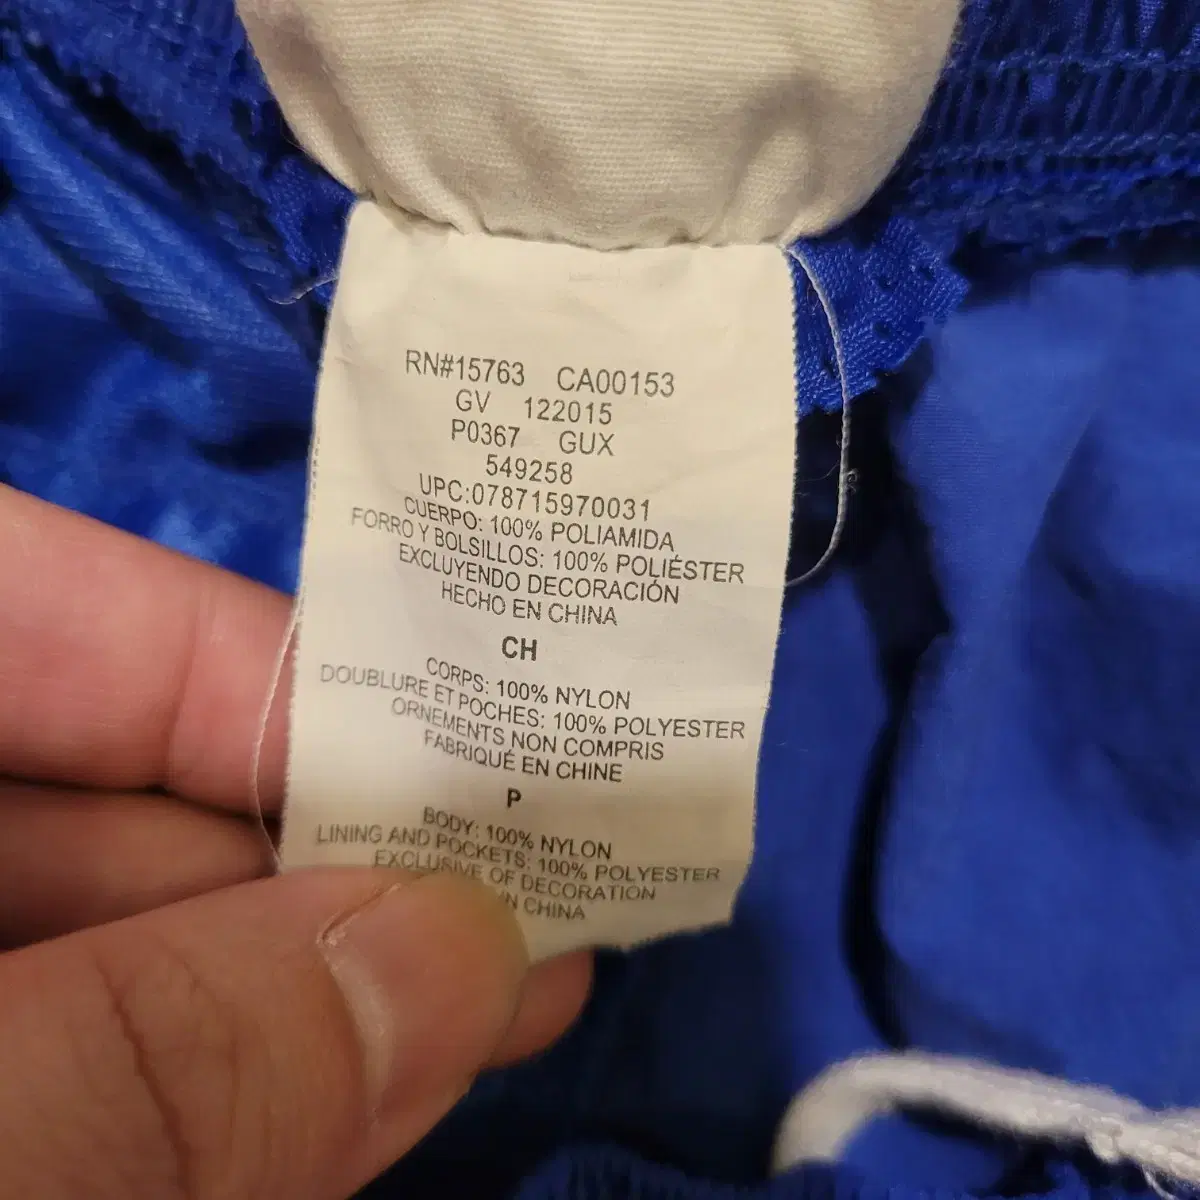 RN#15763 CA00153
GV 122015
P0367 GUX
549258
UPC:078715970031
CUERPO: 100% POLIAMIDA
FORRO Y BOLSILLOS: 100% POLIÉSTER
EXCLUYENDO DECORACIÓN
HECHO EN CHINA
CH
CORPS: 100% NYLON
DOUBLURE ET POCHES: 100% POLYESTER
ORNEMENTS NON COMPRIS
FABRIQUÉ EN CHINE
P
BODY: 100% NYLON
LINING AND POCKETS: 100% POLYESTER
EXCLUSIVE OF DECORATION
IN CHINA